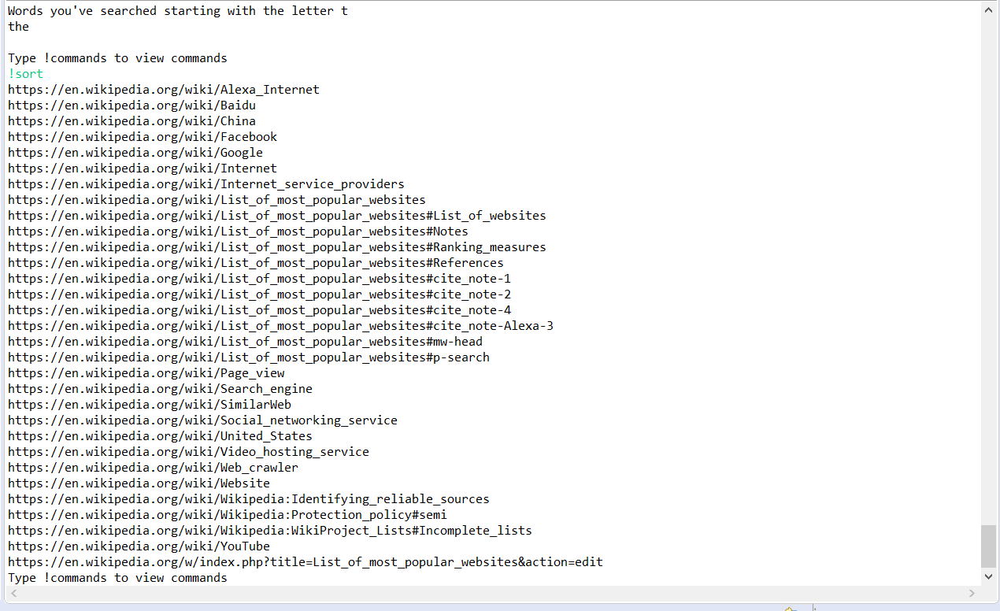 Words you've searched starting with the letter t
the
Type !commands to view commands
!sort
https://en.wikipedia.org/wiki/Alexa_Internet
https://en.wikipedia.org/wiki/Baidu
https://en.wikipedia.org/wiki/China
https://en.wikipedia.org/wiki/Facebook
https://en.wikipedia.org/wiki/Google
https://en.wikipedia.org/wiki/Internet
https://en.wikipedia.org/wiki/Internet_service_providers
https://en.wikipedia.org/wiki/List_of_most_popular_websites
https://en.wikipedia.org/wiki/List_of_most_popular_websites#List_of_websites
https://en.wikipedia.org/wiki/List_of_most_popular_websites#Notes
https://en.wikipedia.org/wiki/List_of_most_popular_websites#Ranking_measures
https://en.wikipedia.org/wiki/List_of_most_popular_websites#References
https://en.wikipedia.org/wiki/List_of_most_popular_websites#cite_note-1
https://en.wikipedia.org/wiki/List_of_most_popular_websites#cite_note-2
https://en.wikipedia.org/wiki/List_of_most_popular_websites#cite_note-4
https://en.wikipedia.org/wiki/List_of_most_popular_websites#cite_note-Alexa-3
https://en.wikipedia.org/wiki/List_of_most_popular_websites#mw-head
https://en.wikipedia.org/wiki/List_of_most_popular_websites#p-search
https://en.wikipedia.org/wiki/Page_view
https://en.wikipedia.org/wiki/Search_engine
https://en.wikipedia.org/wiki/SimilarWeb
https://en.wikipedia.org/wiki/Social_networking_service
https://en.wikipedia.org/wiki/United_States
https://en.wikipedia.org/wiki/Video_hosting_service
https://en.wikipedia.org/wiki/Web_crawler
https://en.wikipedia.org/wiki/Website
https://en.wikipedia.org/wiki/Wikipedia:Identifying_reliable_sources
https://en.wikipedia.org/wiki/Wikipedia:Protection_policy#semi
https://en.wikipedia.org/wiki/Wikipedia:WikiProject_Lists#Incomplete_lists
https://en.wikipedia.org/wiki/YouTube
https://en.wikipedia.org/w/index.php?title=List_of_most_popular_websites&action=edit
Type !commands to view commands